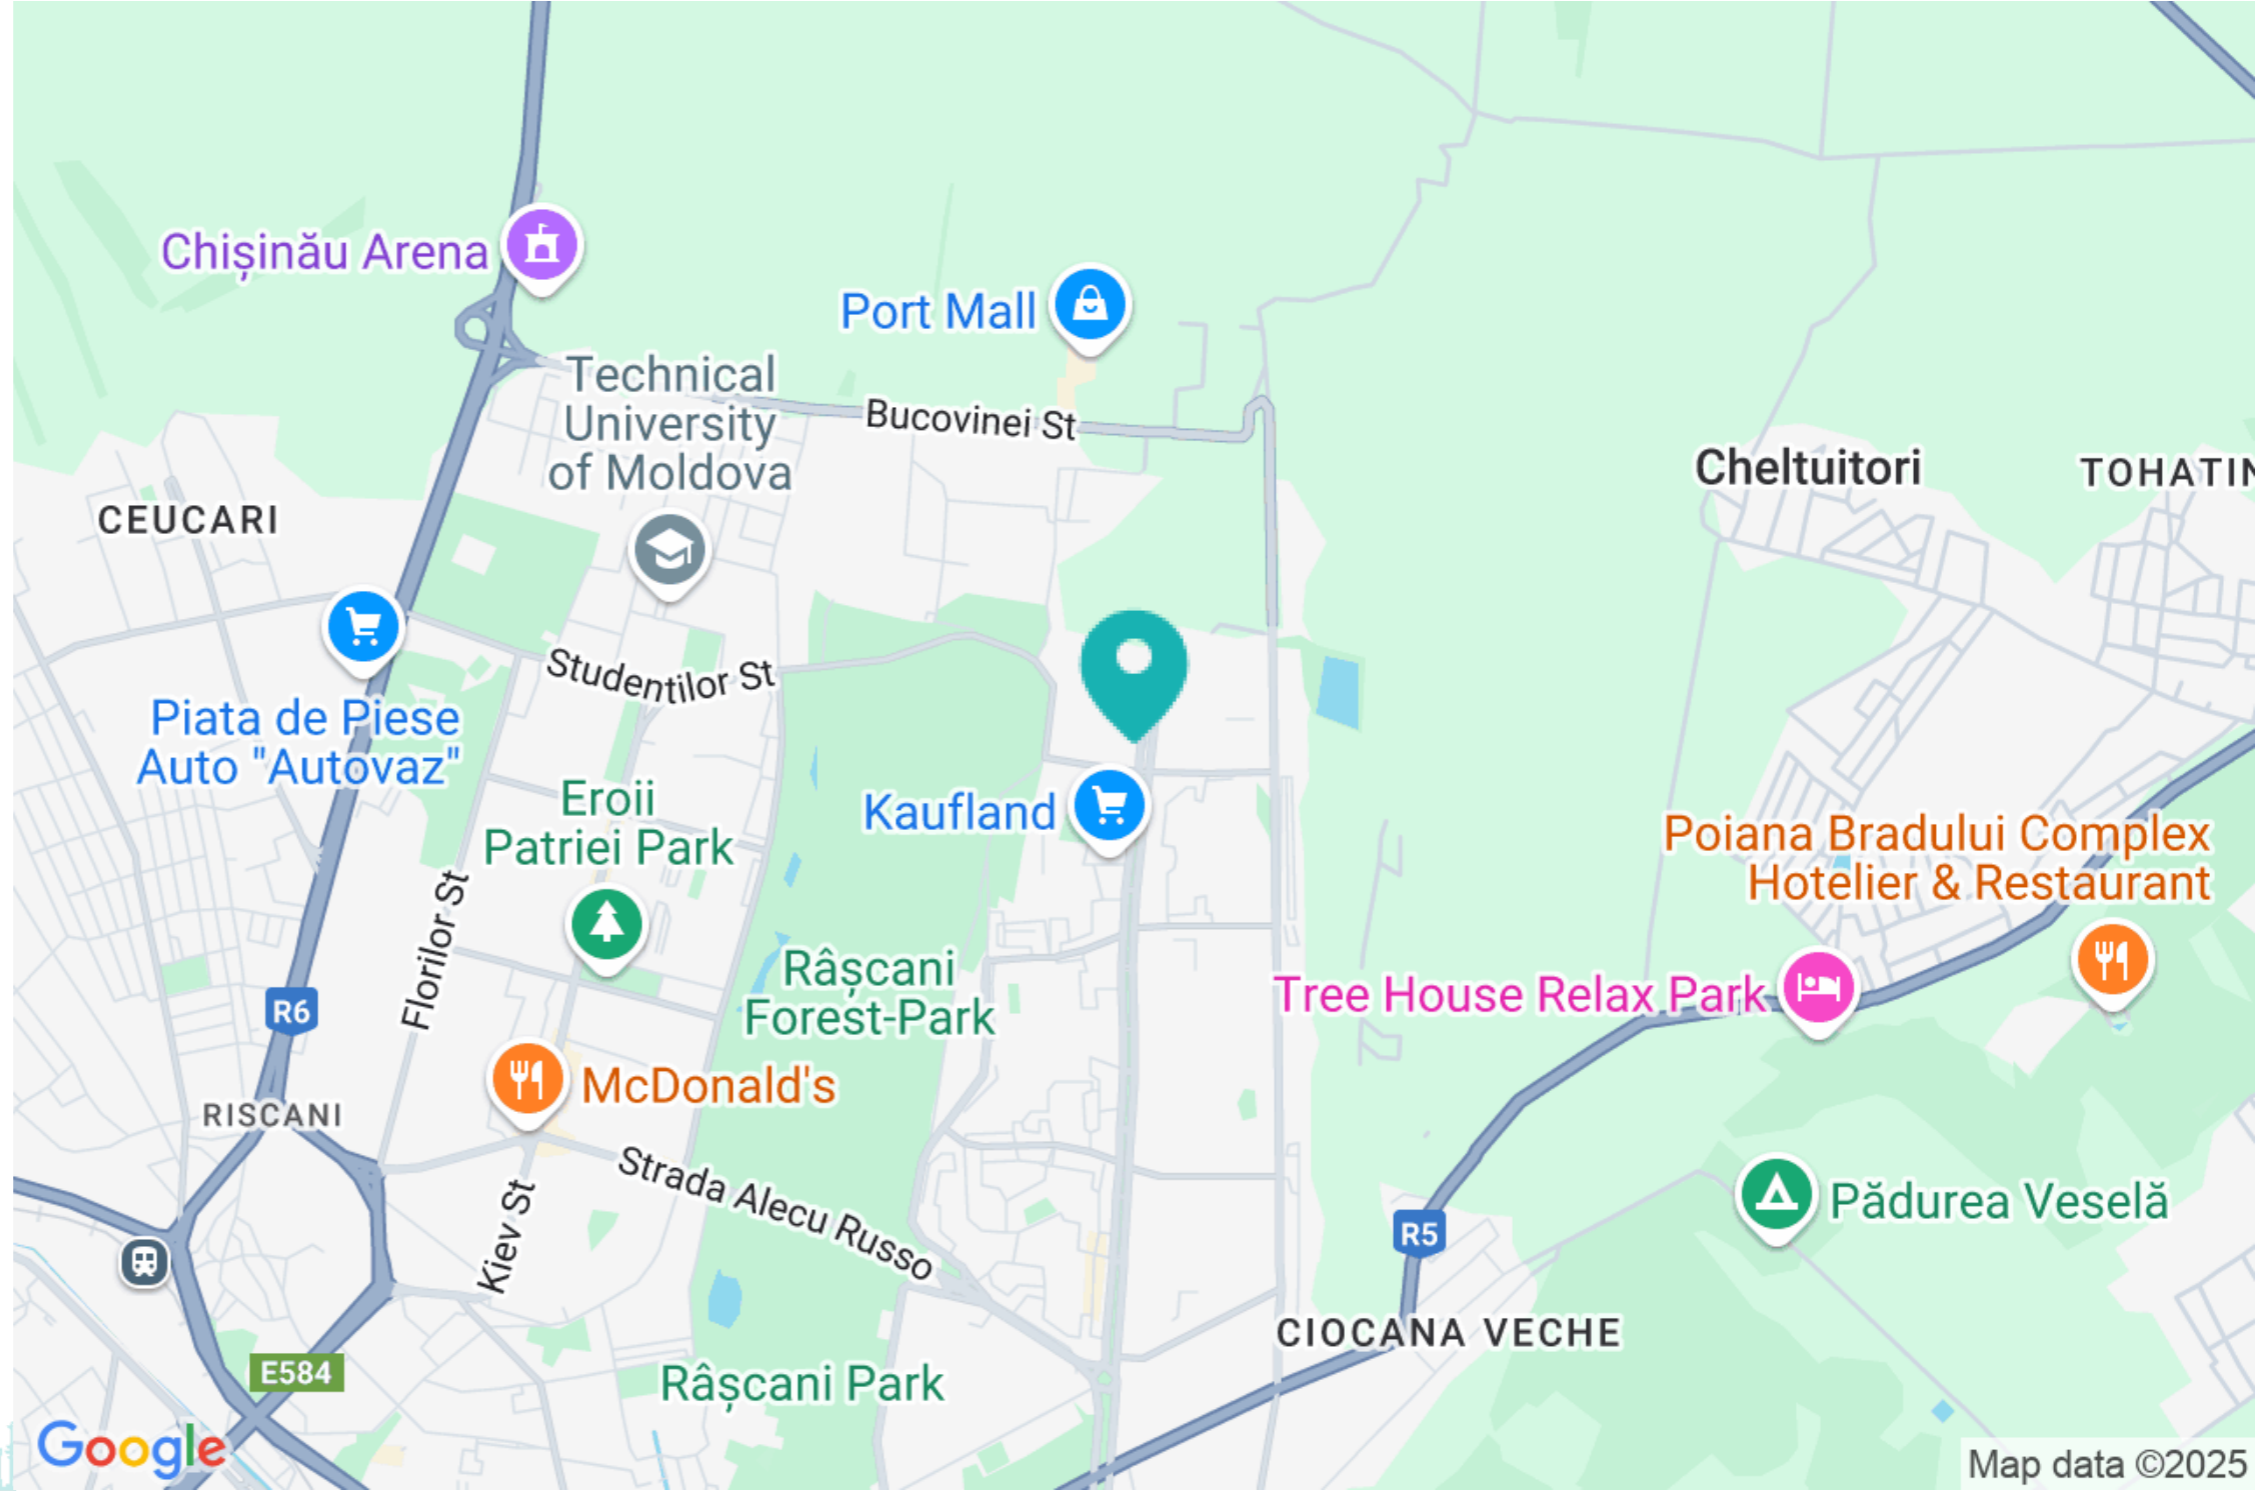 Chișinău Arena
Port Mall
Technical
University
of Moldova
Bucovinei St
Cheltuitori
TOHATIN
CEUCARI
Studentilor St
Piata de Piese
Auto "Autovaz"
Eroii
Patriei Park
Kaufland
Poiana Bradului Complex
Hotelier & Restaurant
Florilor St
Râșcani
Forest-Park
Tree House Relax Park
R6
McDonald's
RISCANI
Strada Alecu Russo
Kiev St
Pădurea Veselă
R5
CIOCANA VECHE
E584
Râșcani Park
Google
Map data ©2025